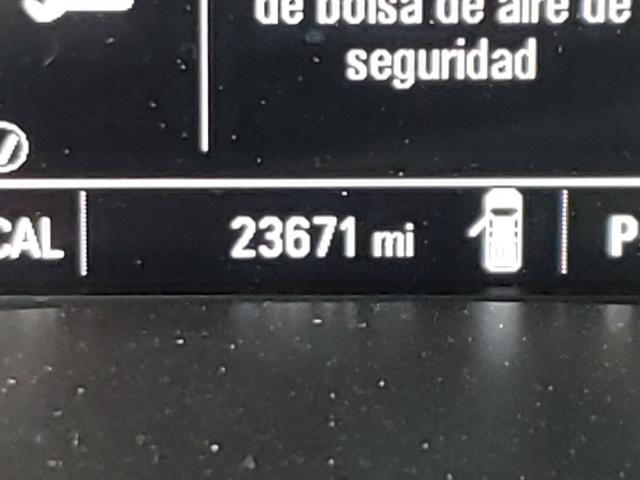 de bolsa de aire de
seguridad
CAL
23671 mi
P